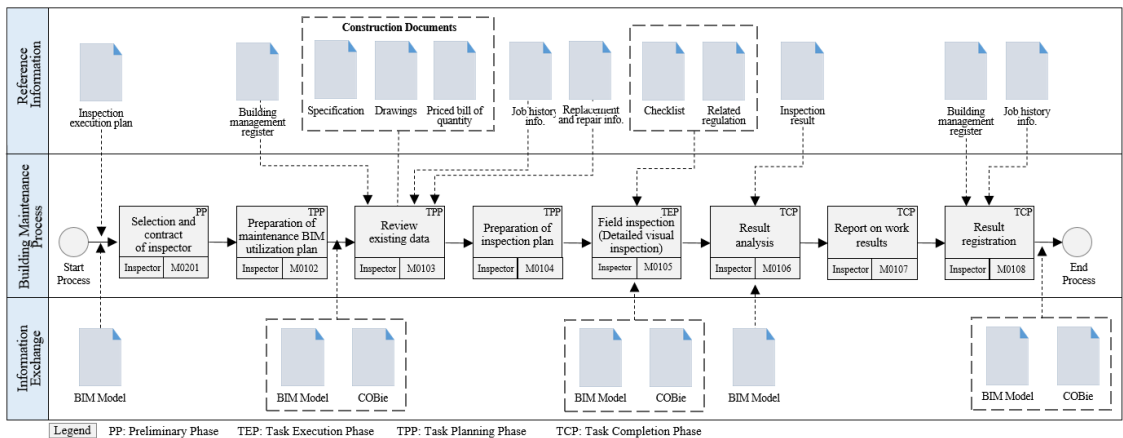 Reference
Information
Construction Documents
Inspection
execution plan
Building
management
register
Specification
Drawings
Priced bill of
quantity
Job history
info.
Replacement
and repair info.
Checklist
Related
regulation
Inspection
result
Building
management
register
Job history
info.
Building Maintenance
Process
Start
Process
PP
Selection and
contract
of inspector
Inspector M0201
TPP
Preparation of
maintenance BIM
utilization plan
Inspector M0102
TPP
Review
existing data
Inspector M0103
TPP
Preparation of
inspection plan
Inspector M0104
TEP
Field inspection
(Detailed visual
inspection)
Inspector M0105
TCP
Result
analysis
Inspector M0106
TCP
Report on work
results
Inspector M0107
TCP
Result
registration
Inspector M0108
End
Process
Information
Exchange
BIM Model
BIM Model COBie
BIM Model COBie
BIM Model
BIM Model COBie
Legend PP: Preliminary Phase TEP: Task Execution Phase TPP: Task Planning Phase TCP: Task Completion Phase